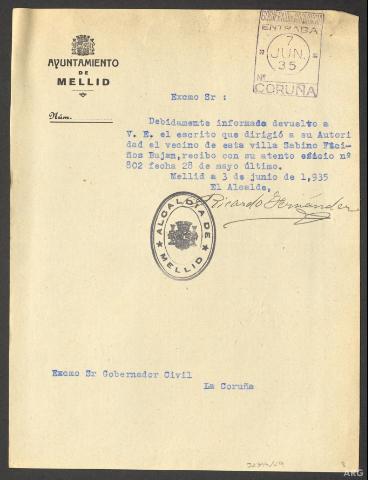 AYUNTAMIENTO
DE
MELLID
Núm.
ENTRADA
7
JUN.
35
Nº
CORUÑA
Excmo Sr :
Debidamente informado devuelvo a
V. E. el escrito que dirigió a su Autori
dad el vecino de esta villa Sabino
Bujan, recibo con su atento oficio nº
802 fecha 28 de mayo último.
Mellid a 3 de junio de 1,935
El Alcalde,
Ricardo Fernández
ALCALDIA DE
MELLID
Excmo Sr Gobernador Civil
La Coruña
ARG